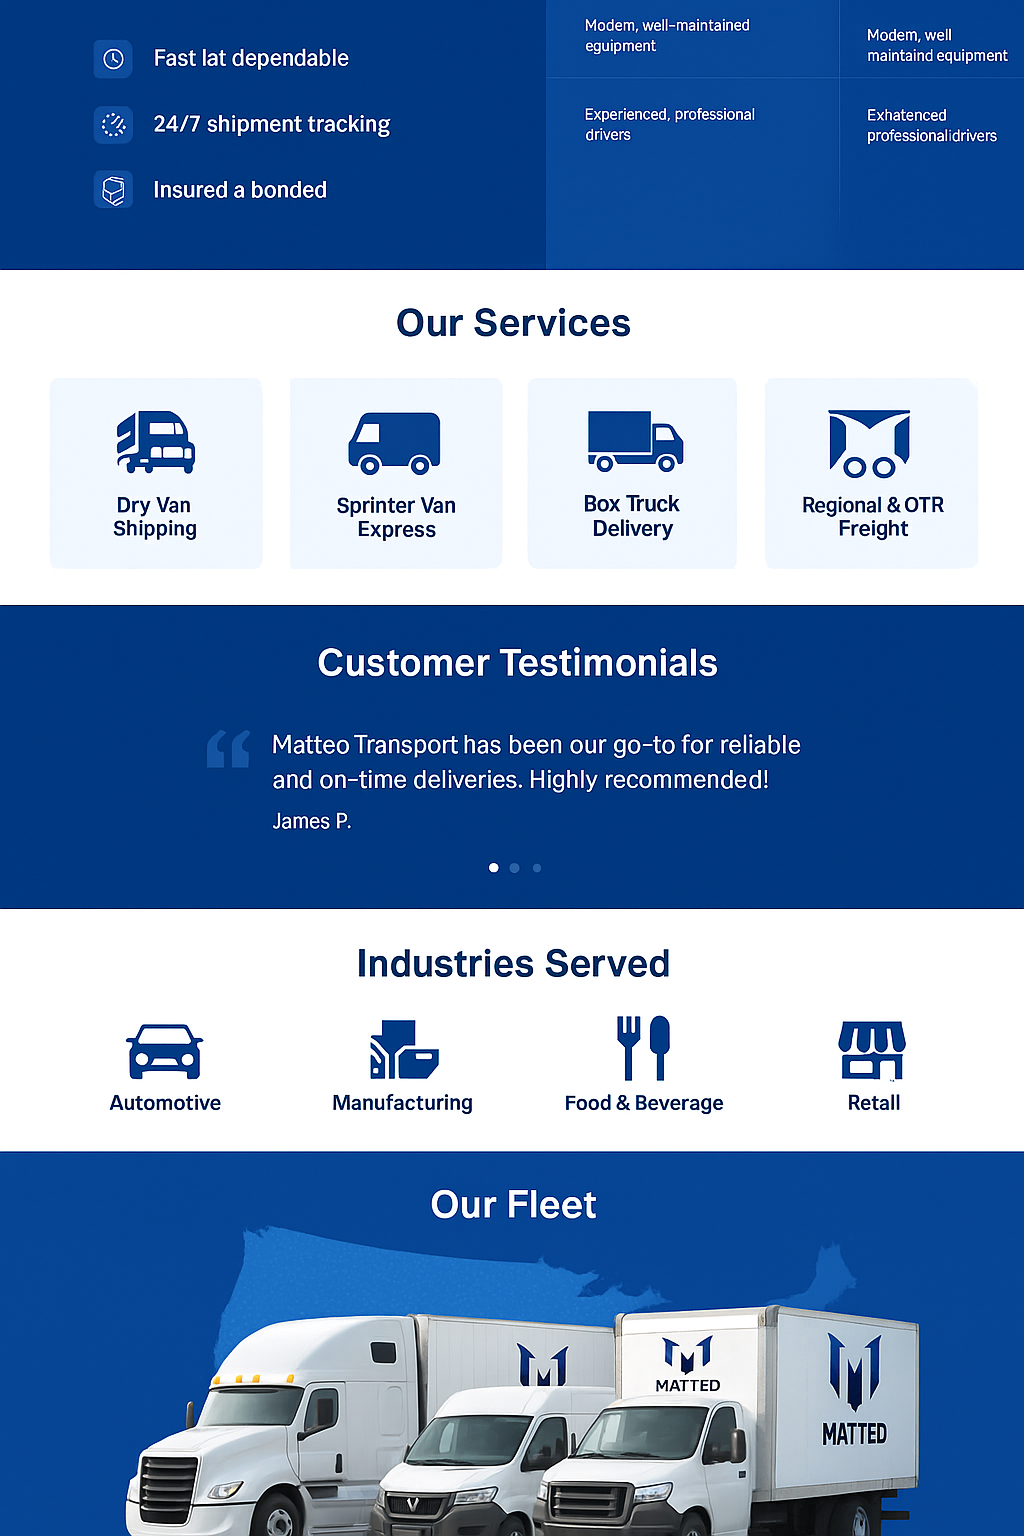 Fast lat dependable
24/7 shipment tracking
Insured a bonded
Modem, well-maintained
eguipment
Modem, well
maintaind equipment
Experienced, professional
drivers
Exhatenced
professionalidrivers
Our Services
Dry Van
Shipping
Sprinter Van
Express
Box Truck
Delivery
Regional & OTR
Freight
Customer Testimonials
“
Matteo Transport has been our go-to for reliable
and on-time deliveries. Highly recommended!
James P.
Industries Served
Automotive
Manufacturing
Food & Beverage
Retall
Our Fleet
MATTED
MATTED